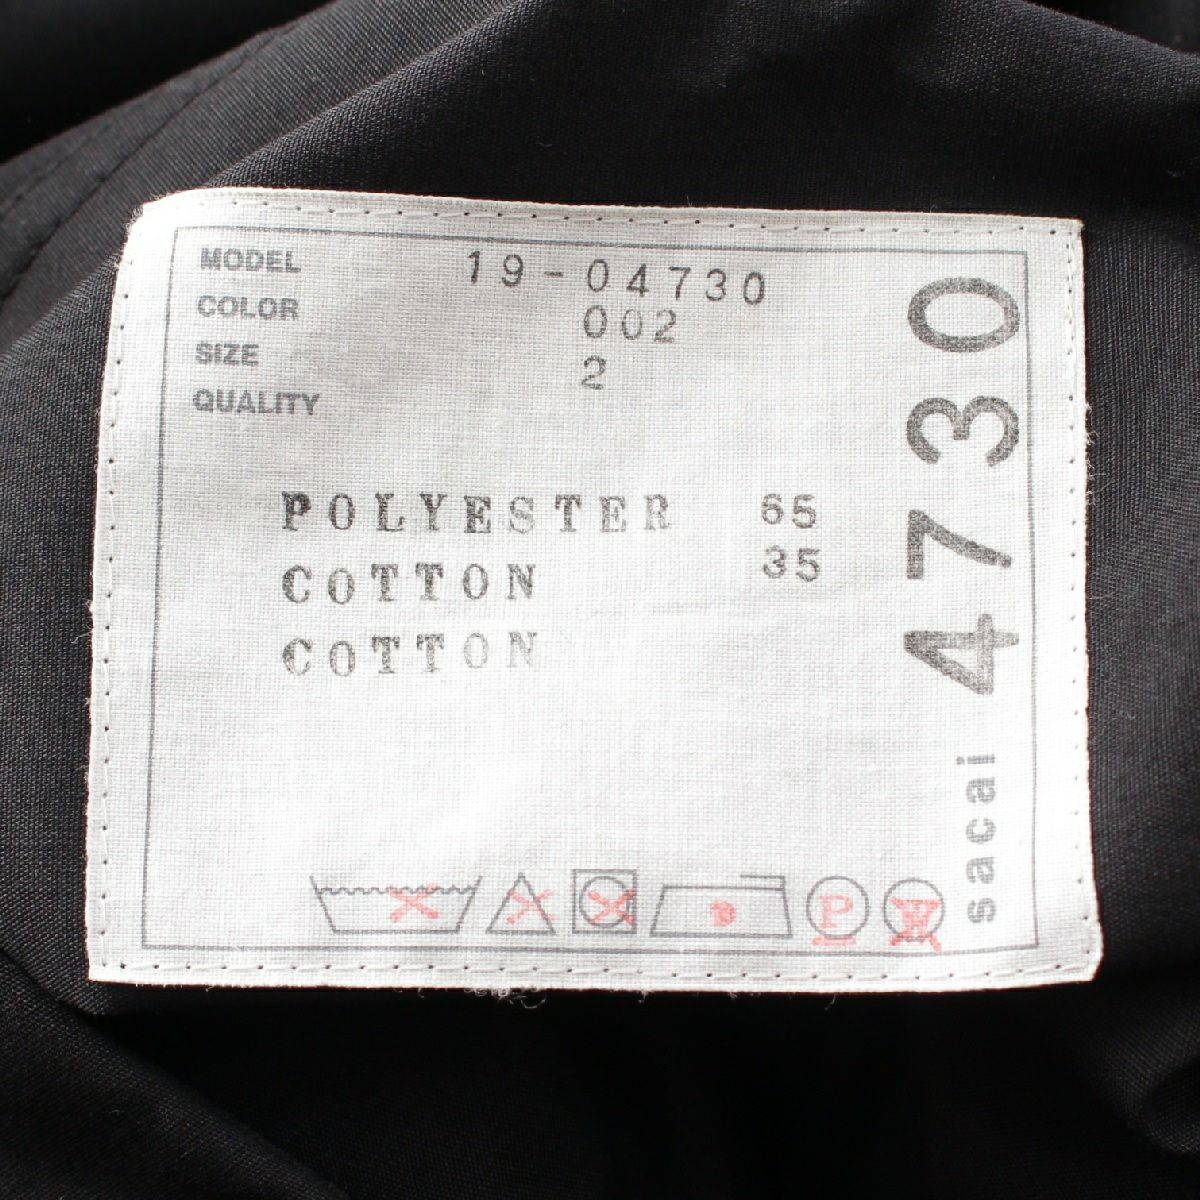 MODEL 19-04730
COLOR 002
SIZE 2
QUALITY
POLYESTER 65
COTTON 35
COTTON
P W
sacai 4730